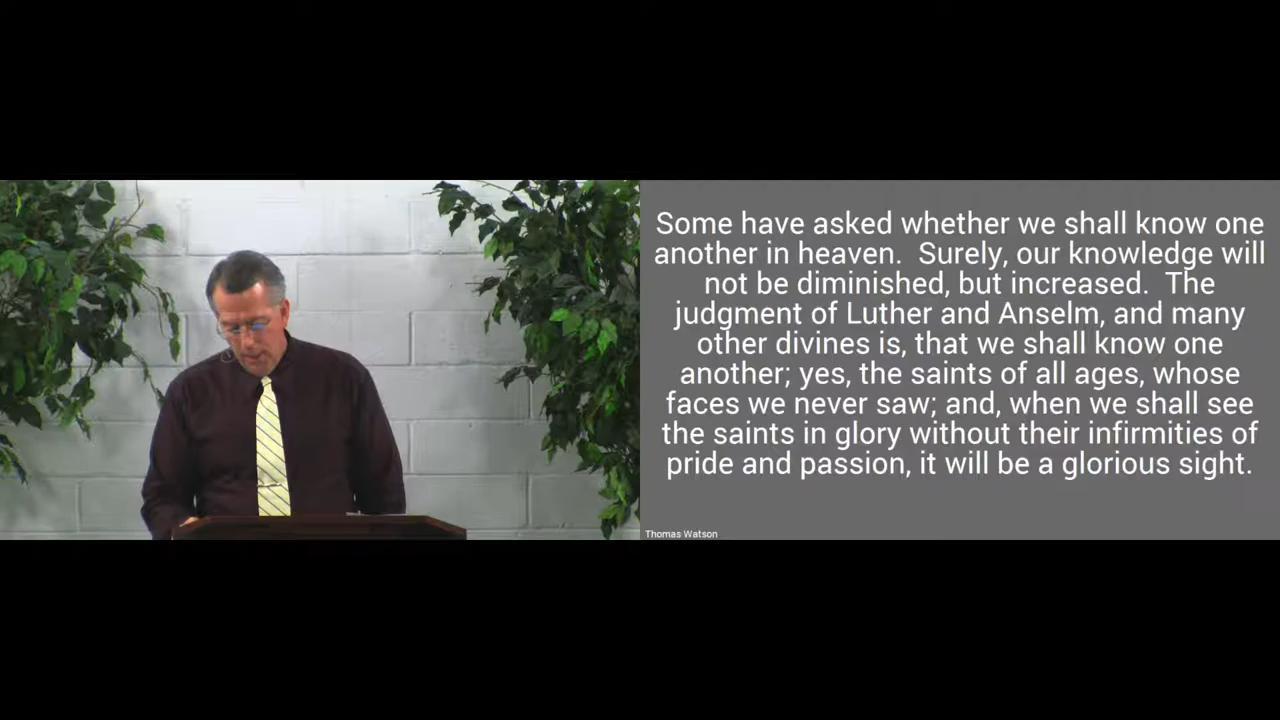 Some have asked whether we shall know one
another in heaven.  Surely, our knowledge will
not be diminished, but increased.  The
judgment of Luther and Anselm, and many
other divines is, that we shall know one
another; yes, the saints of all ages, whose
faces we never saw; and, when we shall see
the saints in glory without their infirmities of
pride and passion, it will be a glorious sight.
Thomas Watson